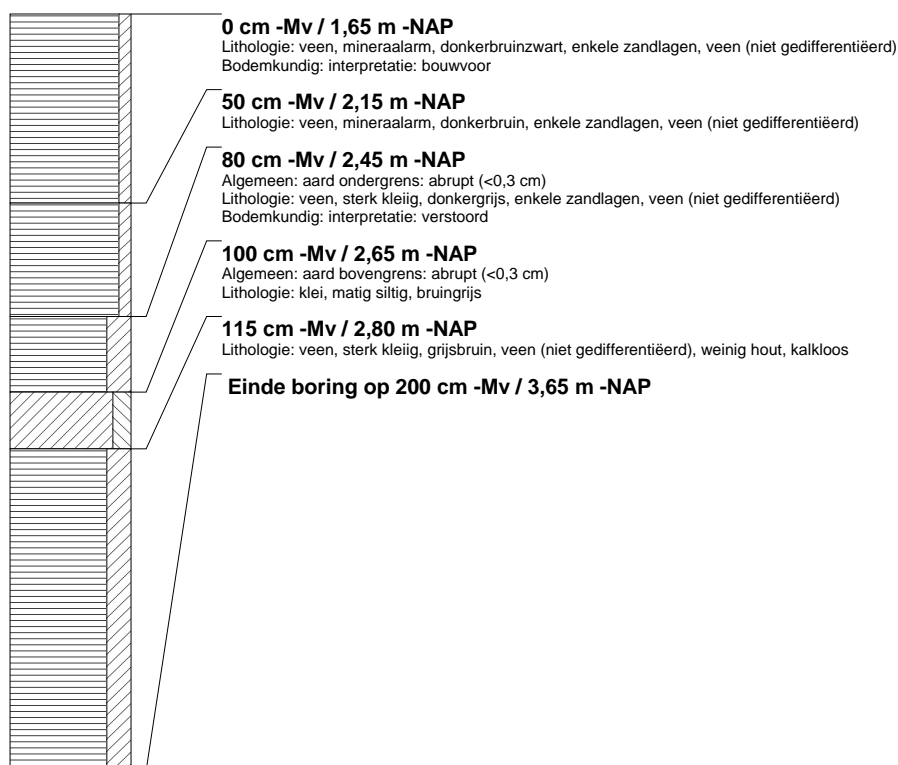 0 cm -Mv / 1,65 m -NAP
Lithologie: veen, mineraalarm, donkerbruinzwart, enkele zandlagen, veen (niet gedifferentiëerd)
Bodemkundig: interpretatie: bouwvoor
50 cm -Mv / 2,15 m -NAP
Lithologie: veen, mineraalarm, donkerbruin, enkele zandlagen, veen (niet gedifferentiëerd)
80 cm -Mv / 2,45 m -NAP
Algemeen: aard ondergrens: abrupt (<0,3 cm)
Lithologie: veen, sterk kleiig, donkergrijs, enkele zandlagen, veen (niet gedifferentiëerd)
Bodemkundig: interpretatie: verstoord
100 cm -Mv / 2,65 m -NAP
Algemeen: aard bovengrens: abrupt (<0,3 cm)
Lithologie: klei, matig siltig, bruingrijs
115 cm -Mv / 2,80 m -NAP
Lithologie: veen, sterk kleiig, grijsbruin, veen (niet gedifferentiëerd), weinig hout, kalkloos
Einde boring op 200 cm -Mv / 3,65 m -NAP